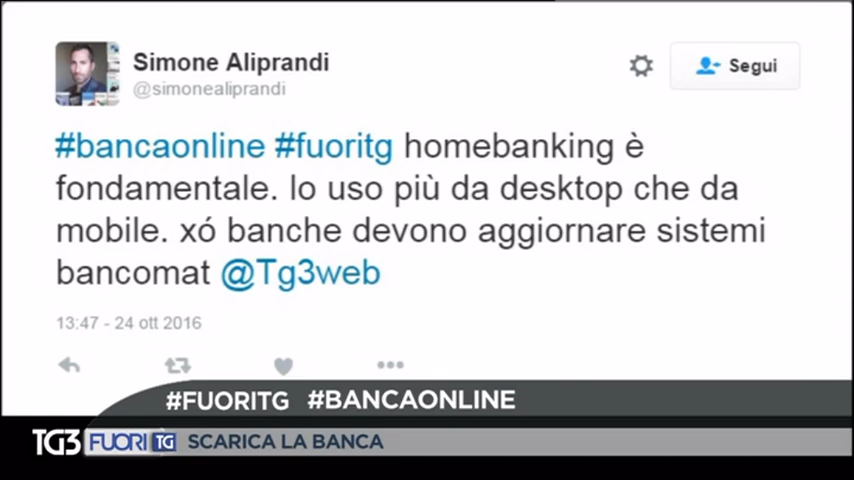 Simone Aliprandi
@simonealiprandi
Segui
#bancaonline #fuoritg homebanking è
fondamentale. lo uso più da desktop che da
mobile. xó banche devono aggiornare sistemi
bancomat @Tg3web
13:47 - 24 ott 2016
#FUORITG #BANCAONLINE
TG3 FUORI TG SCARICA LA BANCA